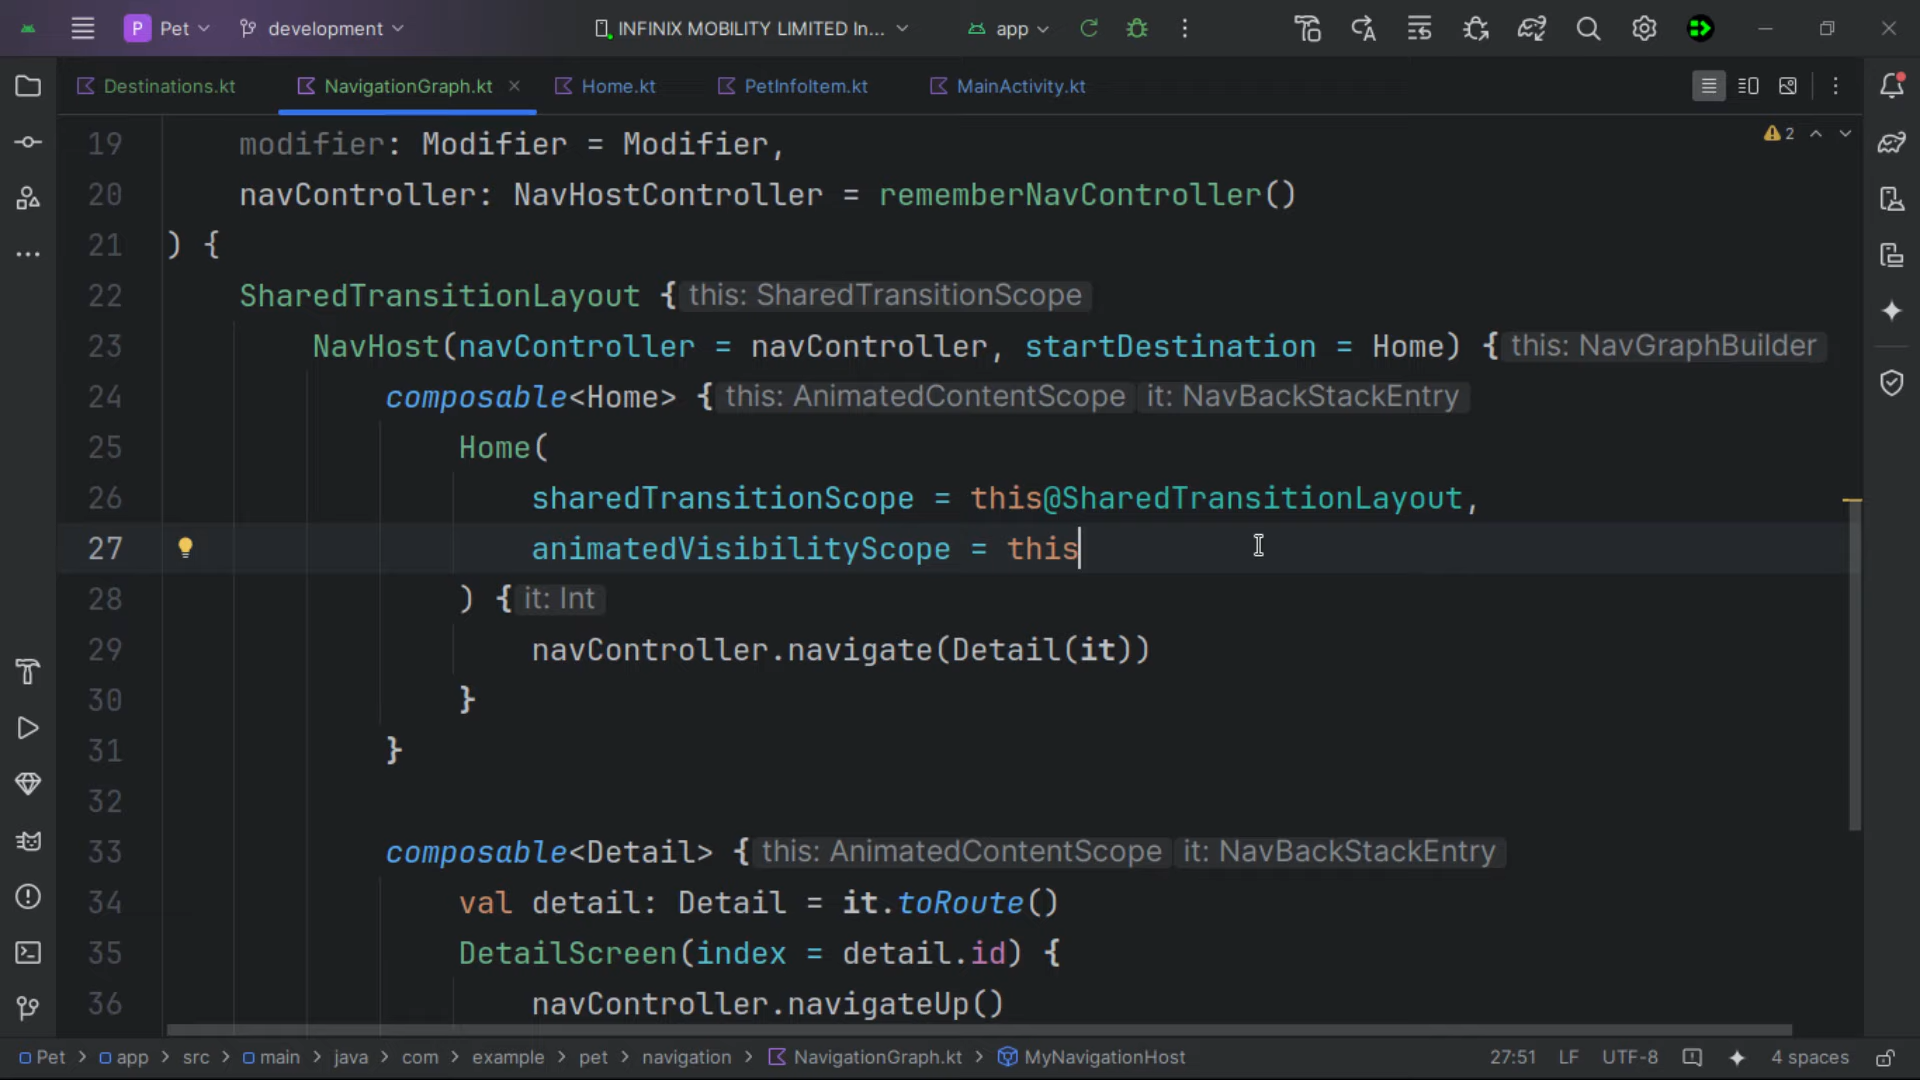 P Pet development INFINIX MOBILITY LIMITED In... app
Destinations.kt NavigationGraph.kt Home.kt PetInfoItem.kt MainActivity.kt
2
19 modifier: Modifier = Modifier,
20 navController: NavHostController = rememberNavController()
21 ) {
22 SharedTransitionLayout { this: SharedTransitionScope
23 NavHost(navController = navController, startDestination = Home) { this: NavGraphBuilder
24 composable<Home> { this: AnimatedContentScope it: NavBackStackEntry
25 Home(
26 sharedTransitionScope = this@SharedTransitionLayout,
27 animatedVisibilityScope = this
28 ) { it: Int
29 navController.navigate(Detail(it))
30 }
31 }
32
33 composable<Detail> { this: AnimatedContentScope it: NavBackStackEntry
34 val detail: Detail = it.toRoute()
35 DetailScreen(index = detail.id) {
36 navController.navigateUp()
Pet > app > src > main > java > com > example > pet > navigation > NavigationGraph.kt > MyNavigationHost 27:51 LF UTF-8 4 spaces